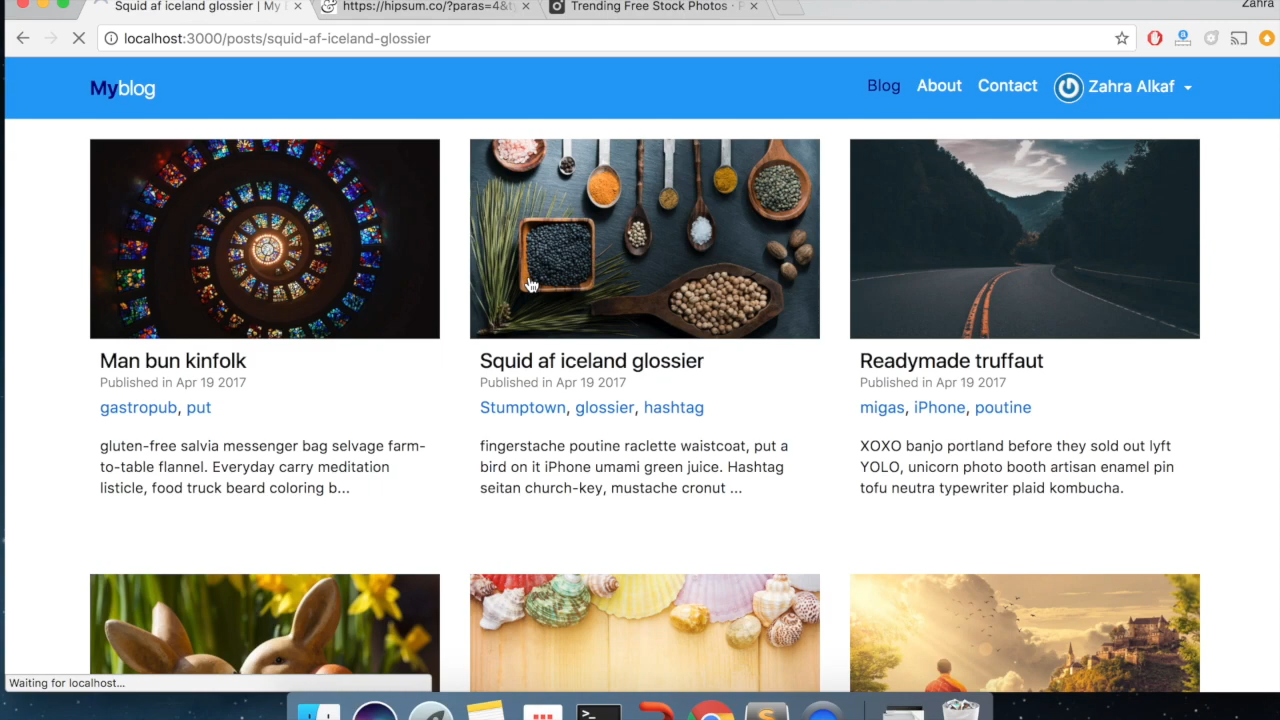 Zahra
Squid af iceland glossier | My
https://hipsum.co/?paras=4&
Trending Free Stock Photos ·
localhost:3000/posts/squid-af-iceland-glossier
Myblog
Blog About Contact Zahra Alkaf
Man bun kinfolk
Published in Apr 19 2017
gastropub, put
gluten-free salvia messenger bag selvage farm-
to-table flannel. Everyday carry meditation
listicle, food truck beard coloring b...
Squid af iceland glossier
Published in Apr 19 2017
Stumptown, glossier, hashtag
fingerstache poutine raclette waistcoat, put a
bird on it iPhone umami green juice. Hashtag
seitan church-key, mustache cronut ...
Readymade truffaut
Published in Apr 19 2017
migas, iPhone, poutine
XOXO banjo portland before they sold out lyft
YOLO, unicorn photo booth artisan enamel pin
tofu neutra typewriter plaid kombucha.
Waiting for localhost...